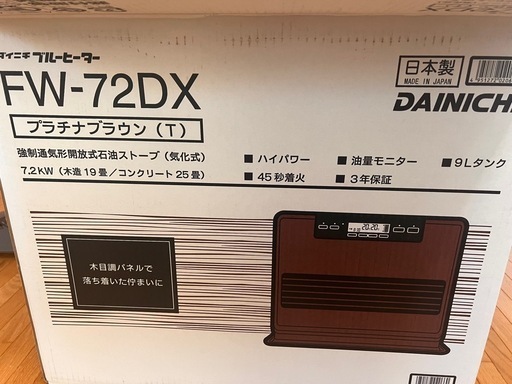 ダイニチ ブルーヒーター
FW-72DX
プラチナブラウン（T）
日本製
MADE IN JAPAN
DAINICHI
強制通気形開放式石油ストーブ（気化式）
7.2kW（木造19畳／コンクリート25畳）
■ ハイパワー ■ 油量モニター ■ 9Lタンク
■ 45秒着火 ■ 3年保証
木目調パネルで
落ち着いた佇まいに
20:20